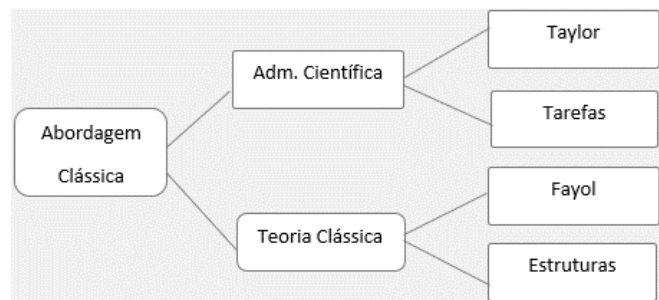 Abordagem
Clássica
Adm. Científica
Teoria Clássica
Taylor
Tarefas
Fayol
Estruturas